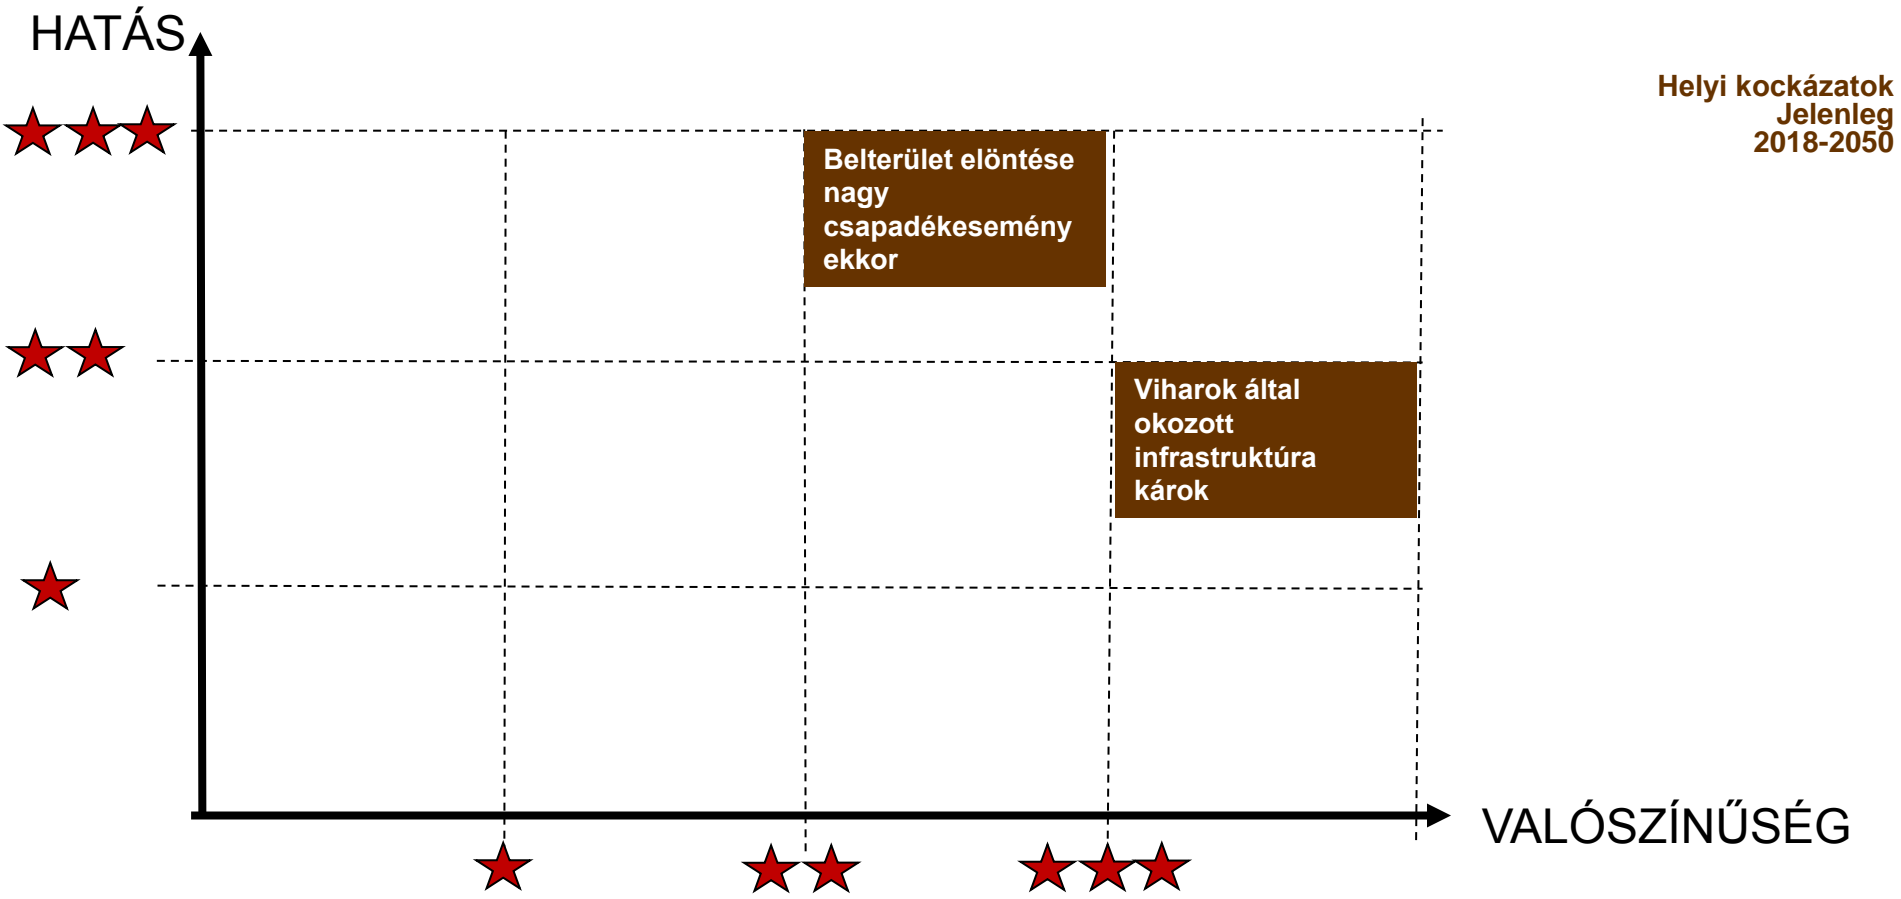 HATÁS
Helyi kockázatok
Jelenleg
2018-2050
Belterület elöntése
nagy
csapadékesemény
ekkor
Viharok által
okozott
infrastruktúra
károk
VALÓSZÍNŰSÉG